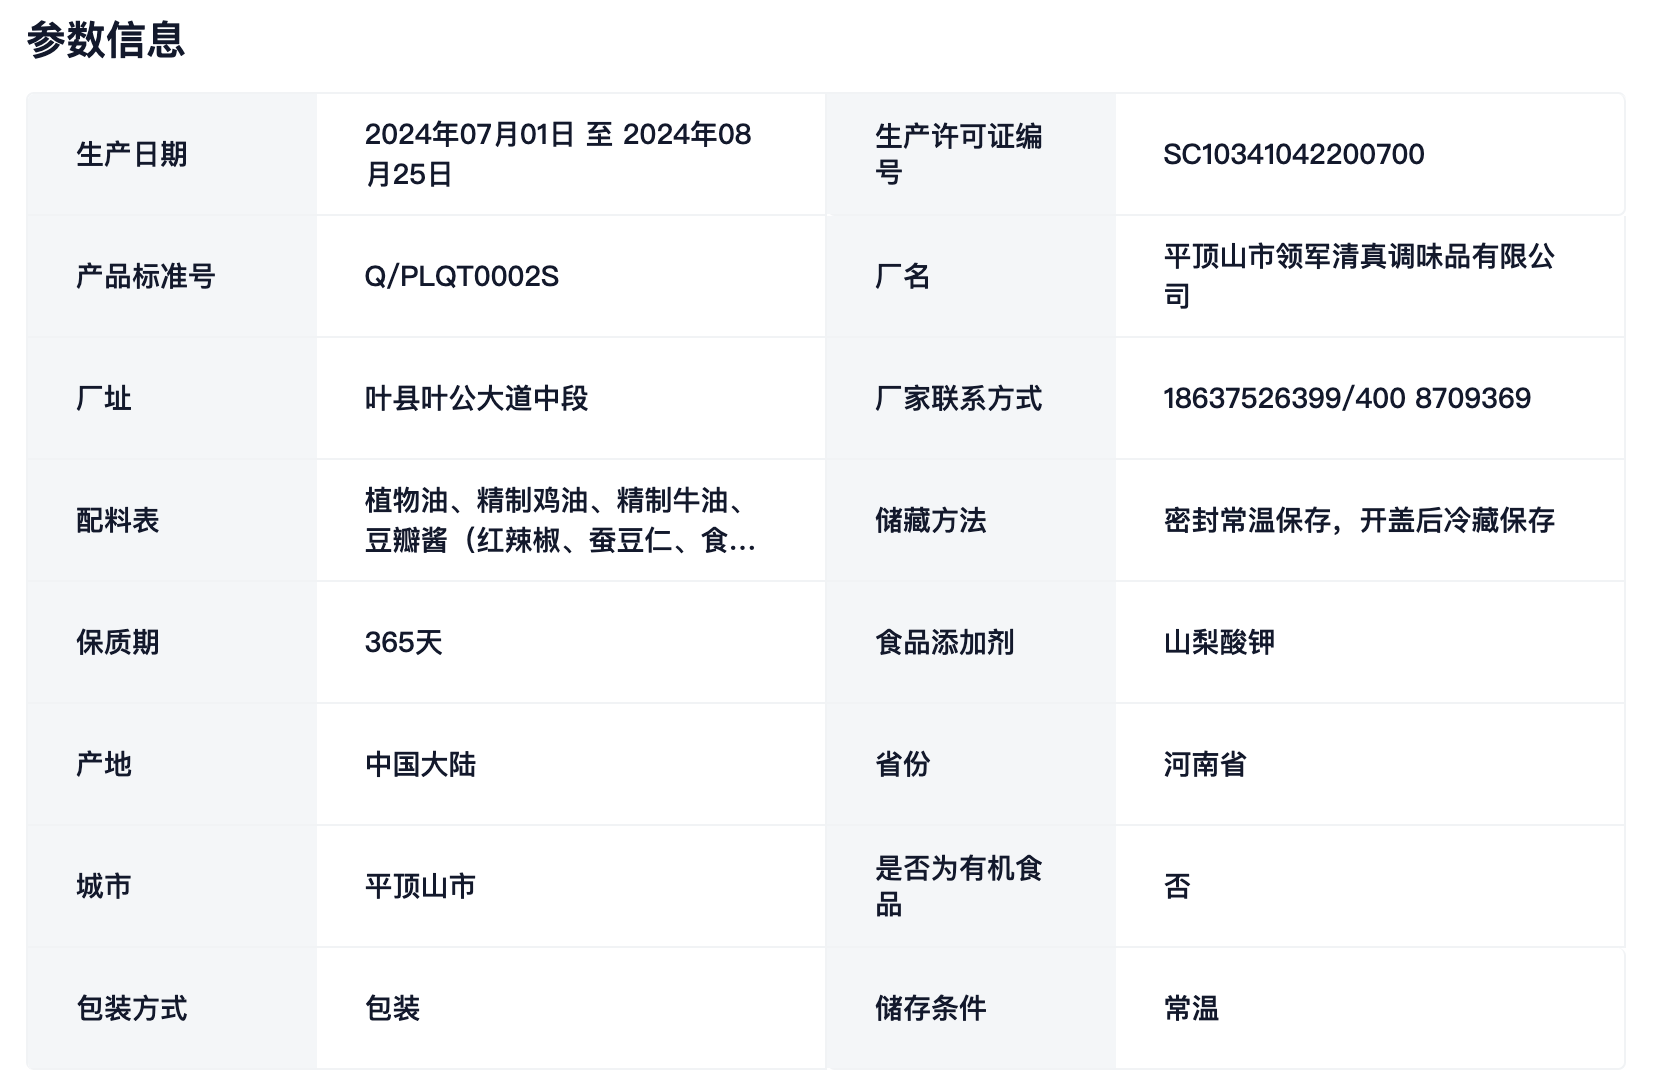 参数信息
生产日期
2024年07月01日 至 2024年08
月25日
生产许可证编
号
SC10341042200700
产品标准号
Q/PLQT0002S
厂名
平顶山市领军清真调味品有限公
司
厂址
叶县叶公大道中段
厂家联系方式
18637526399/400 8709369
配料表
植物油、精制鸡油、精制牛油、
豆瓣酱（红辣椒、蚕豆仁、食...
储藏方法
密封常温保存，开盖后冷藏保存
保质期
365天
食品添加剂
山梨酸钾
产地
中国大陆
省份
河南省
城市
平顶山市
是否为有机食
品
否
包装方式
包装
储存条件
常温